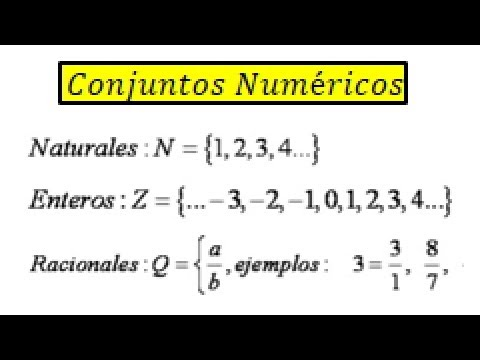 Conjuntos Numéricos
Naturales : N = {1, 2, 3, 4...}
Enteros : Z = {... - 3, -2, -1, 0, 1, 2, 3, 4...}
Racionales : Q = { a/b , ejemplos : 3 = 3/1, 8/7,